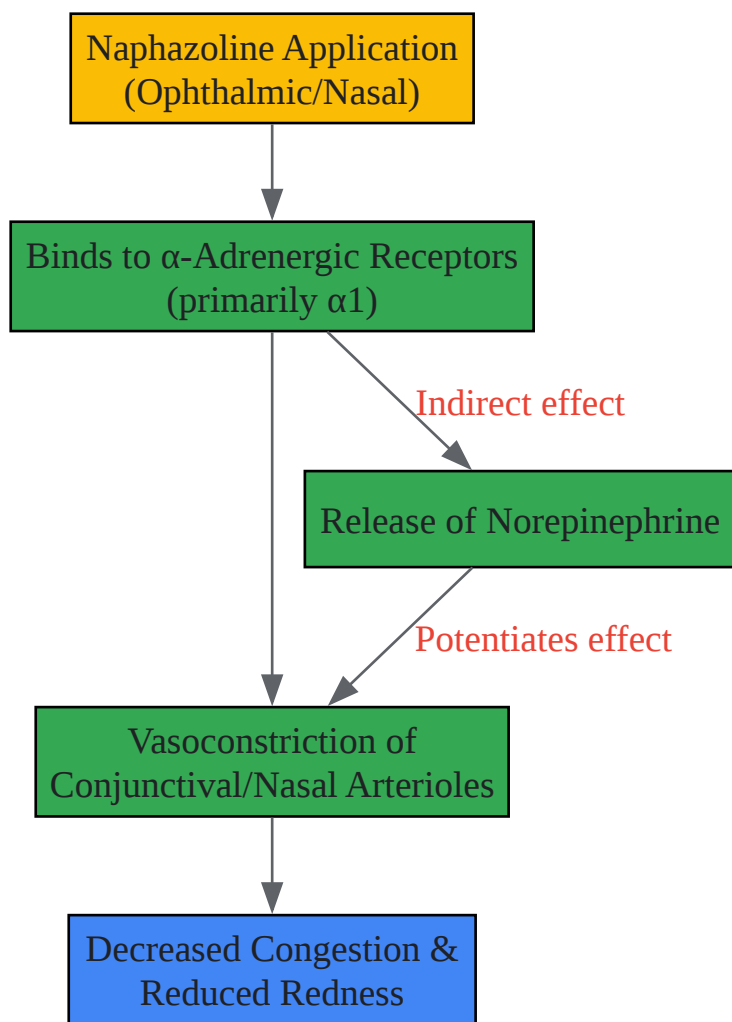 Naphazoline Application
(Ophthalmic/Nasal)
Binds to α-Adrenergic Receptors
(primarily α1)
Indirect effect
Release of Norepinephrine
Potentiates effect
Vasoconstriction of
Conjunctival/Nasal Arterioles
Decreased Congestion &
Reduced Redness